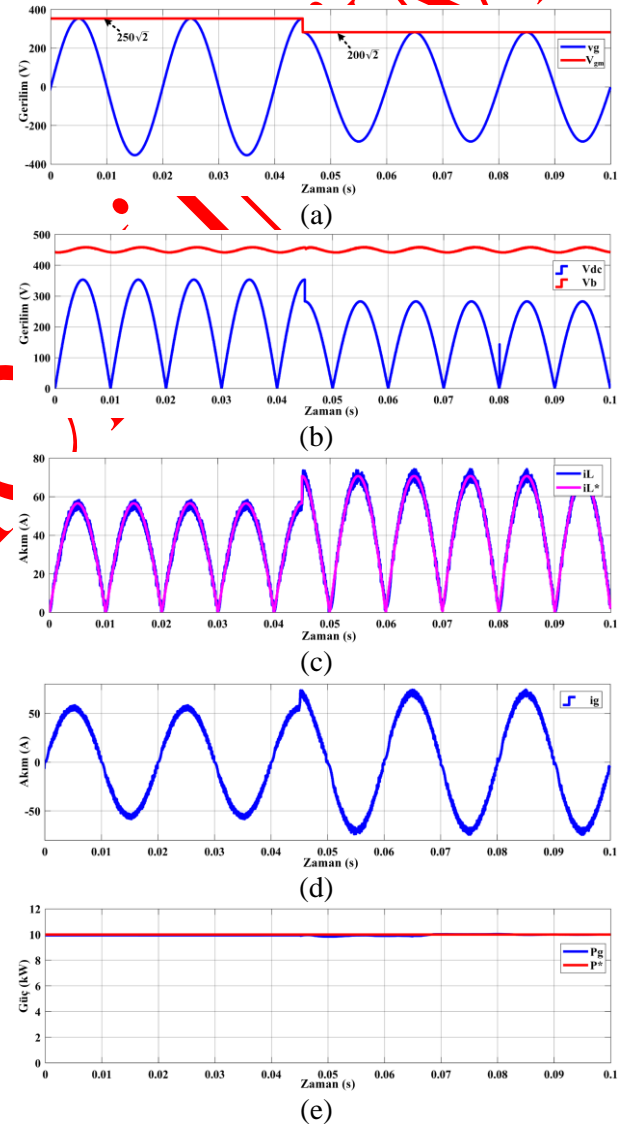 400
200
0
-200
-400
Gerilim (V)
250√2
200√2
vg
Vgm
0 0.01 0.02 0.03 0.04 0.05 0.06 0.07 0.08 0.09 0.1
Zaman (s)
(a)
500
400
300
200
100
0
Gerilim (V)
Vdc
Vb
0 0.01 0.02 0.03 0.04 0.05 0.06 0.07 0.08 0.09 0.1
Zaman (s)
(b)
80
60
40
20
0
Akım (A)
iL
iL*
0 0.01 0.02 0.03 0.04 0.05 0.06 0.07 0.08 0.09 0.1
Zaman (s)
(c)
50
0
-50
Akım (A)
ig
0 0.01 0.02 0.03 0.04 0.05 0.06 0.07 0.08 0.09 0.1
Zaman (s)
(d)
12
10
8
6
4
2
0
Güç (kW)
Pg
P*
0 0.01 0.02 0.03 0.04 0.05 0.06 0.07 0.08 0.09 0.1
Zaman (s)
(e)